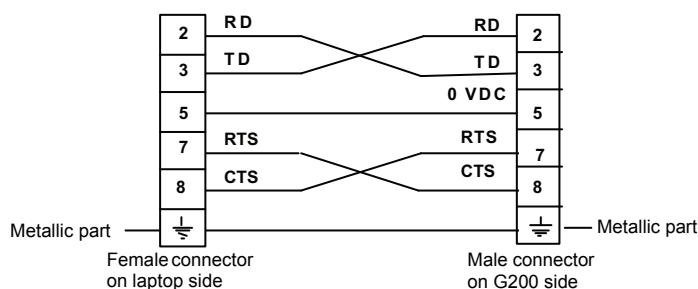 2 RD RD 2
3 TD TD 3
0 VDC
5 5
7 RTS RTS 7
8 CTS CTS 8
Metallic part Metallic part
Female connector Male connector
on laptop side on G200 side